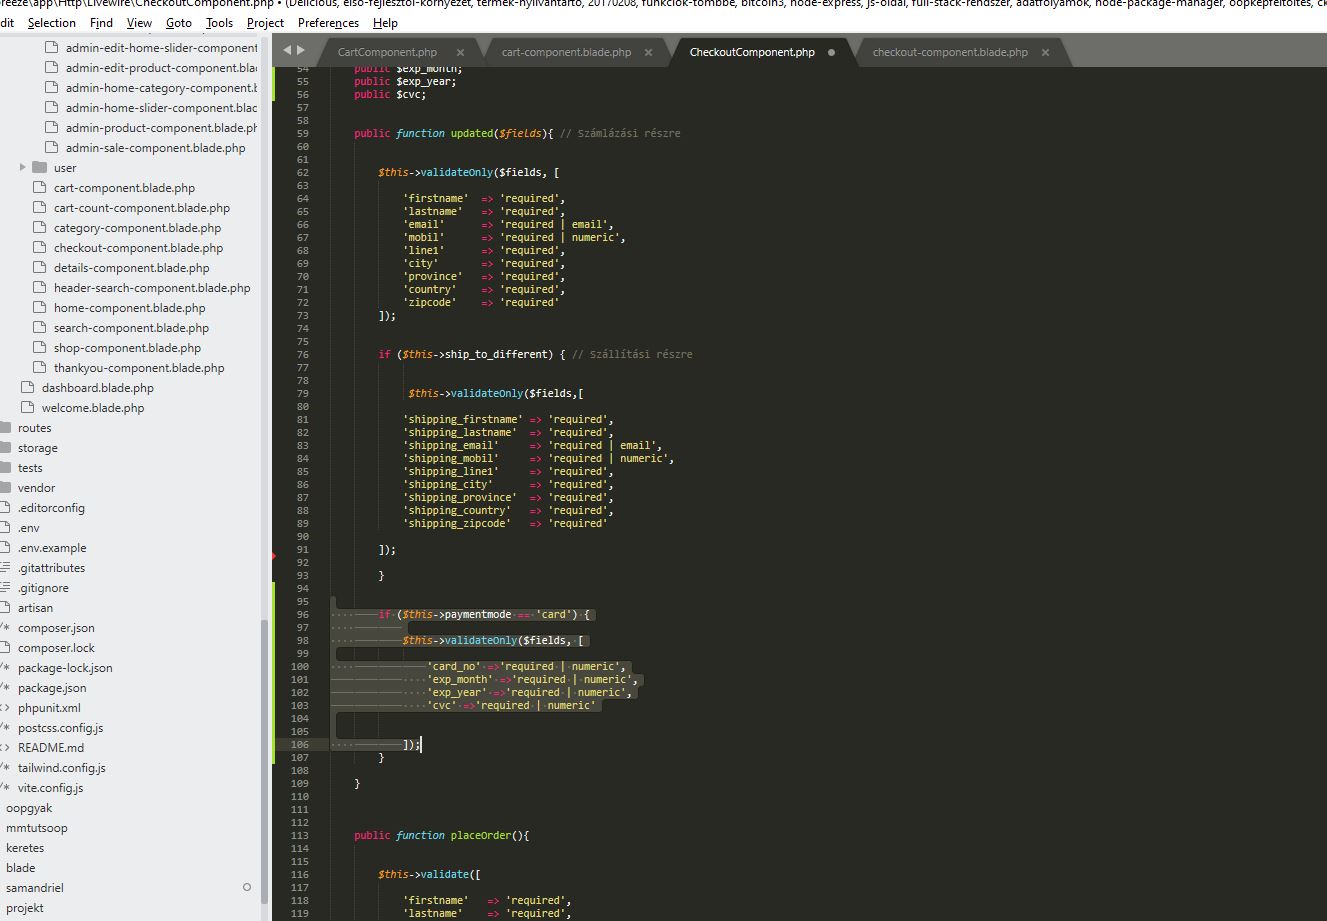 reeze\app\Http\Livewire\CheckoutComponent.php • (Delicious, elso-fejlesztoi-kornyezet, termek-nyilvantarto, 20170208, funkciok-tombbe, bitcoin3, node-express, js-oldal, full-stack-rendszer, adatfolyamok, node-package-manager, oopkepfeltoltes, ck
dit Selection Find View Goto Tools Project Preferences Help
admin-edit-home-slider-component
admin-edit-product-component.blad
admin-home-category-component.b
admin-home-slider-component.blad
admin-product-component.blade.ph
admin-sale-component.blade.php
user
cart-component.blade.php
cart-count-component.blade.php
category-component.blade.php
checkout-component.blade.php
details-component.blade.php
header-search-component.blade.php
home-component.blade.php
search-component.blade.php
shop-component.blade.php
thankyou-component.blade.php
dashboard.blade.php
welcome.blade.php
routes
storage
tests
vendor
.editorconfig
.env
.env.example
.gitattributes
.gitignore
artisan
composer.json
composer.lock
package-lock.json
package.json
phpunit.xml
postcss.config.js
README.md
tailwind.config.js
vite.config.js
oopgyak
mmtutsoop
keretes
blade
samandriel
projekt
CartComponent.php × cart-component.blade.php × CheckoutComponent.php • checkout-component.blade.php ×
54 public $exp_month;
55 public $exp_year;
56 public $cvc;
57
58
59 public function updated($fields){ // Számlázási részre
60
61
62 $this->validateOnly($fields, [
63
64 'firstname' => 'required',
65 'lastname' => 'required',
66 'email' => 'required | email',
67 'mobil' => 'required | numeric',
68 'line1' => 'required',
69 'city' => 'required',
70 'province' => 'required',
71 'country' => 'required',
72 'zipcode' => 'required'
73 ]);
74
75
76 if ($this->ship_to_different) { // Szállítási részre
77
78
79 $this->validateOnly($fields,[
80
81 'shipping_firstname' => 'required',
82 'shipping_lastname' => 'required',
83 'shipping_email' => 'required | email',
84 'shipping_mobil' => 'required | numeric',
85 'shipping_line1' => 'required',
86 'shipping_city' => 'required',
87 'shipping_province' => 'required',
88 'shipping_country' => 'required',
89 'shipping_zipcode' => 'required'
90
91 ]);
92
93 }
94
95
96 if ($this->paymentmode == 'card') {
97
98 $this->validateOnly($fields, [
99
100 'card_no' =>'required | numeric',
101 'exp_month' =>'required | numeric',
102 'exp_year' =>'required | numeric',
103 'cvc' =>'required | numeric'
104
105
106 ]);
107 }
108
109 }
110
111
112
113 public function placeOrder(){
114
115
116 $this->validate([
117
118 'firstname' => 'required',
119 'lastname' => 'required',